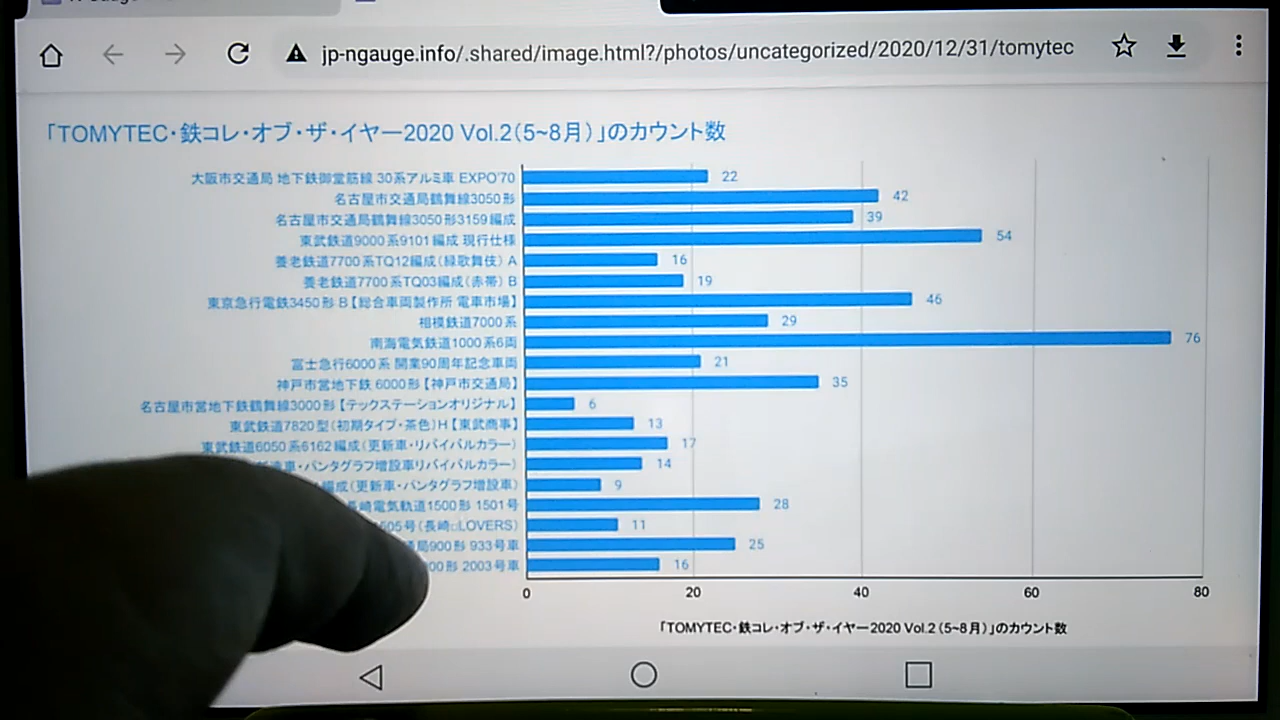 jp-ngauge.info/.shared/image.html?/photos/uncategorized/2020/12/31/tomytec
「TOMYTEC・鉄コレ・オブ・ザ・イヤー2020 Vol.2（5~8月）」のカウント数
大阪市交通局 地下鉄御堂筋線 30系アルミ車 EXPO'70 22
名古屋市交通局鶴舞線3050形 42
名古屋市交通局鶴舞線3050形3159編成 39
東武鉄道9000系9101編成 現行仕様 54
養老鉄道7700系TQ12編成（緑歌舞伎）A 16
養老鉄道7700系TQ03編成（赤帯）B 19
東京急行電鉄3450形 B【総合車両製作所 電車市場】 46
相模鉄道7000系 29
南海電気鉄道1000系6両 76
富士急行6000系 開業90周年記念車両 21
神戸市営地下鉄 6000形【神戸市交通局】 35
名古屋市営地下鉄鶴舞線3000形【テックステーションオリジナル】 6
東武鉄道7820型（初期タイプ・茶色）H【東武商事】 13
東武鉄道6050系6162編成（更新車・リバイバルカラー） 17
車・パンタグラフ増設車リバイバルカラー） 14
編成（更新車・パンタグラフ増設車） 9
長崎電気軌道1500形 1501号 28
505号（長崎□LOVERS） 11
局900形 933号車 25
00形 2003号車 16
0 20 40 60 80
「TOMYTEC・鉄コレ・オブ・ザ・イヤー2020 Vol.2（5~8月）」のカウント数